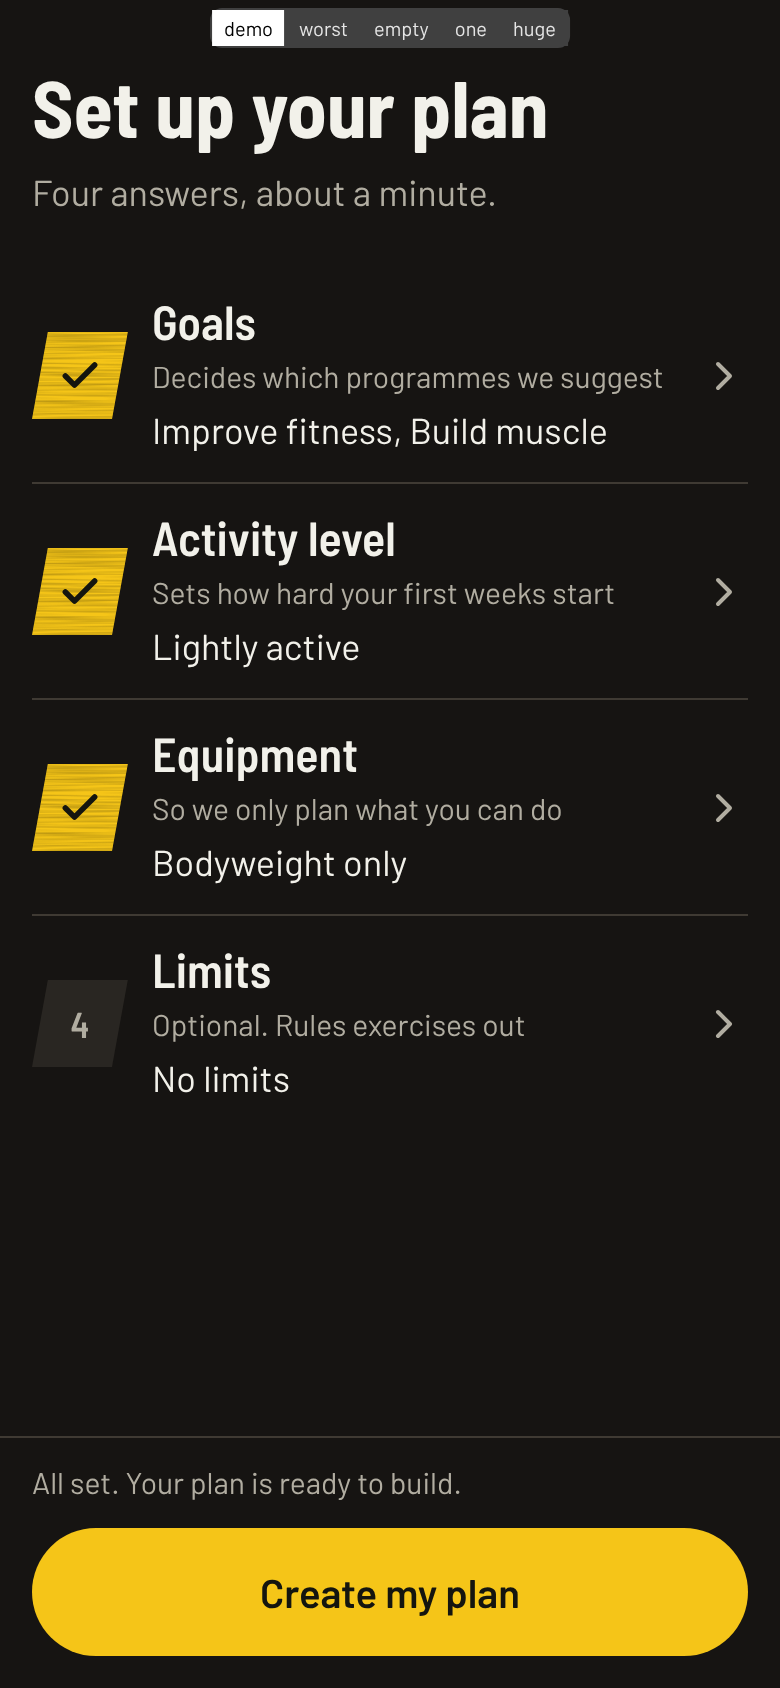 demo worst empty one huge
Set up your plan
Four answers, about a minute.
Goals
Decides which programmes we suggest
Improve fitness, Build muscle
Activity level
Sets how hard your first weeks start
Lightly active
Equipment
So we only plan what you can do
Bodyweight only
4
Limits
Optional. Rules exercises out
No limits
All set. Your plan is ready to build.
Create my plan